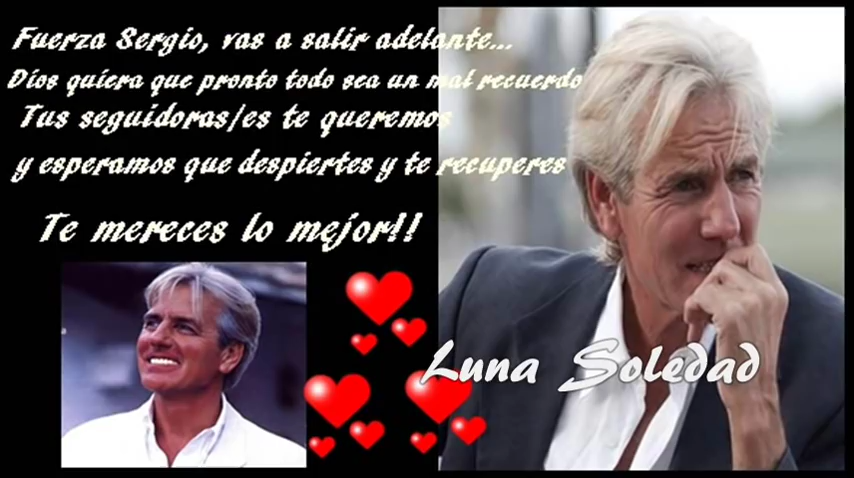 Fuerza Sergio, vas a salir adelante...
Dios quiera que pronto todo sea un mal recuerdo
Tus seguidoras/es te queremos
y esperamos que despiertes y te recuperes
Te mereces lo mejor!!
Luna Soledad